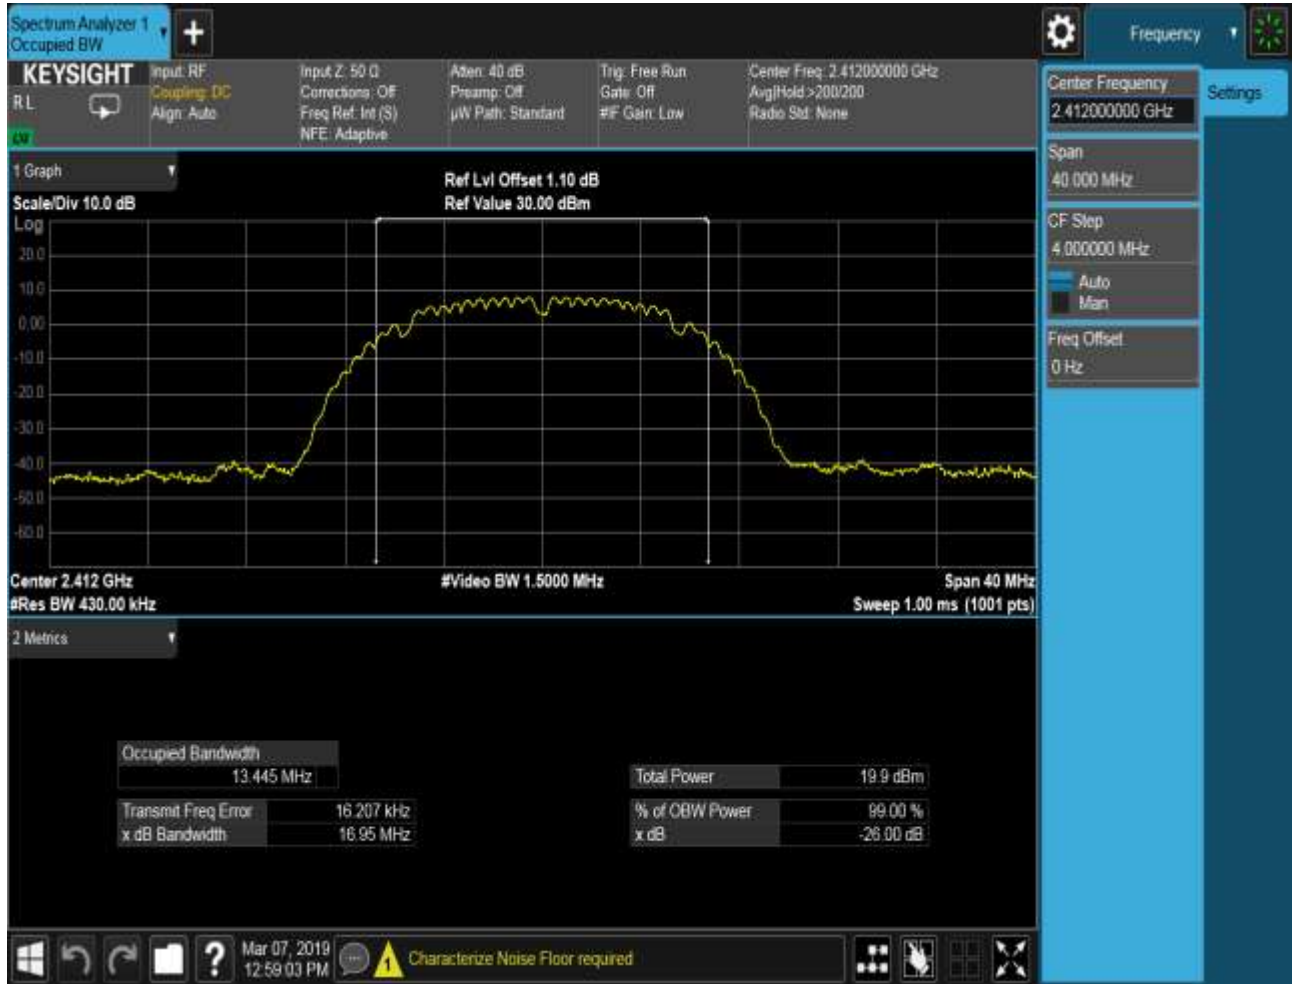 Spectrum Analyzer 1
Occupied BW
Frequency
KEYSIGHT
R L
Input: RF
Coupling: DC
Align: Auto
Input Z: 50 Ω
Corrections: Off
Freq Ref: Int (S)
NFE: Adaptive
Atten: 40 dB
Preamp: Off
µW Path: Standard
Trig: Free Run
Gate: Off
#IF Gain: Low
Center Freq: 2.412000000 GHz
Avg|Hold:>200/200
Radio Std: None
Center Frequency
2.412000000 GHz
Settings
Span
40.000 MHz
CF Step
4.000000 MHz
Auto
Man
Freq Offset
0 Hz
1 Graph
Scale/Div 10.0 dB
Ref Lvl Offset 1.10 dB
Ref Value 30.00 dBm
Log
20.0
10.0
0.00
-10.0
-20.0
-30.0
-40.0
-50.0
-60.0
Center 2.412 GHz
#Video BW 1.5000 MHz
Span 40 MHz
#Res BW 430.00 kHz
Sweep 1.00 ms (1001 pts)
2 Metrics
Occupied Bandwidth
13.445 MHz
Total Power 19.9 dBm
Transmit Freq Error 16.207 kHz
% of OBW Power 99.00 %
x dB Bandwidth 16.95 MHz
x dB -26.00 dB
?
Mar 07, 2019
12:59:03 PM
1
Characterize Noise Floor required